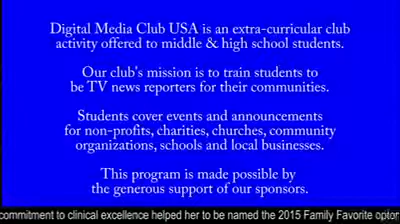 Digital Media Club USA is an extra-curricular club
activity offered to middle & high school students.
Our club's mission is to train students to
be TV news reporters for their communities.
Students cover events and announcements
for non-profits, charities, churches, community
organizations, schools and local businesses.
This program is made possible by
the generous support of our sponsors.
commitment to clinical excellence helped her to be named the 2015 Family Favorite